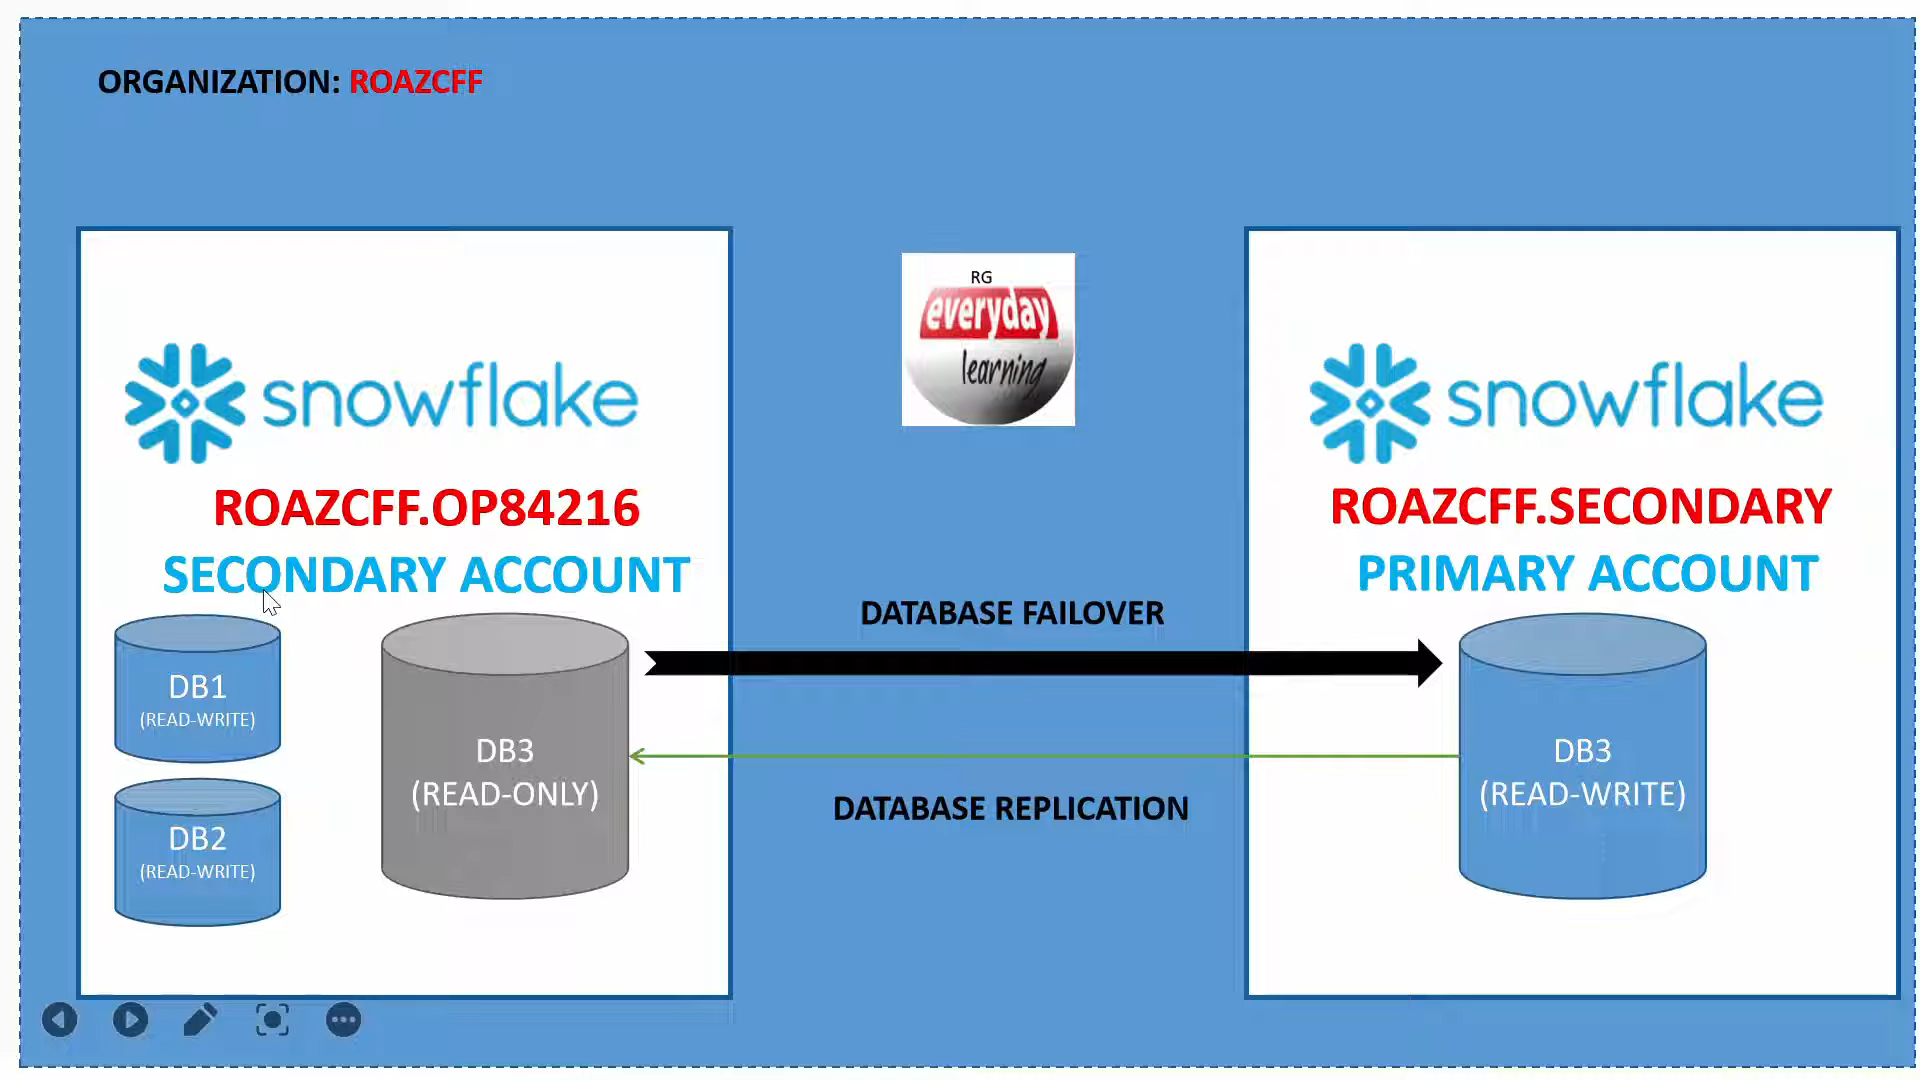 ORGANIZATION: ROAZCFF
RG
everyday
learning
snowflake
ROAZCFF.OP84216
SECONDARY ACCOUNT
DB1
(READ-WRITE)
DB2
(READ-WRITE)
DB3
(READ-ONLY)
DATABASE FAILOVER
DATABASE REPLICATION
snowflake
ROAZCFF.SECONDARY
PRIMARY ACCOUNT
DB3
(READ-WRITE)